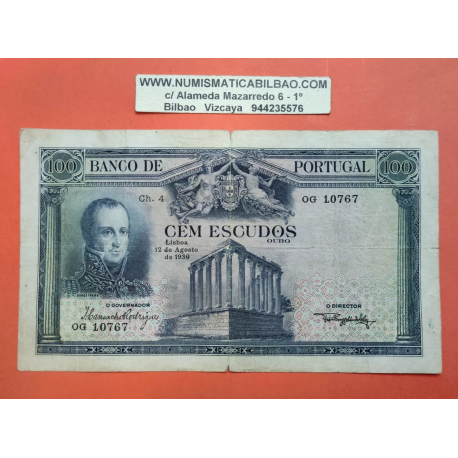 WWW.NUMISMATICABILBAO.COM
c/ Alameda Mazarredo 6 - 1º
Bilbao Vizcaya 944235576
100 BANCO DE PORTUGAL 100
Ch. 4 OG 10767
CEM ESCUDOS
OURO
Lisboa
12 de Agosto
de 1930
O GOVERNADOR
O DIRECTOR
OG 10767